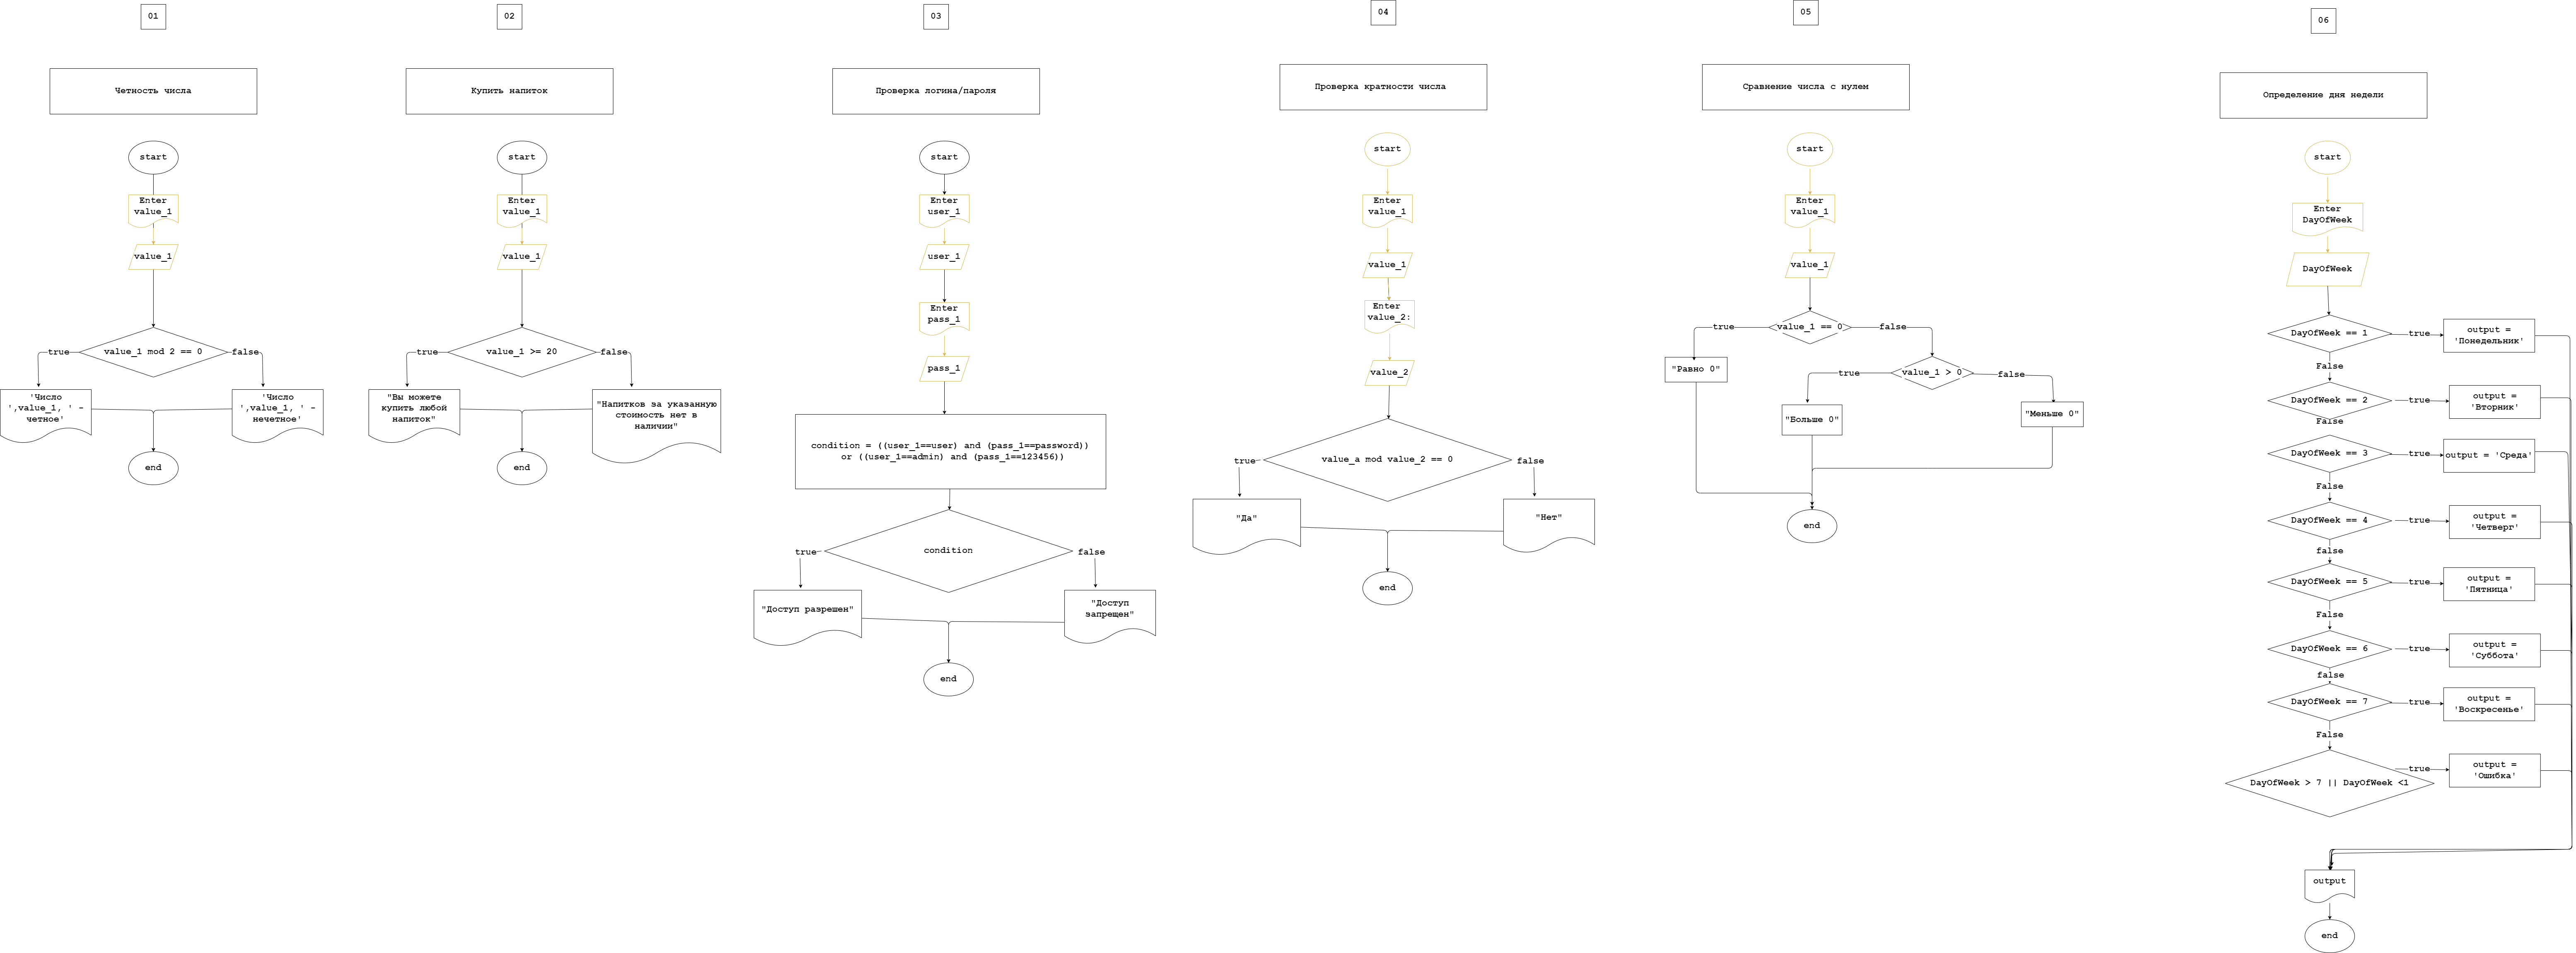 01
Четность числа
start
Enter
value_1
value_1
value_1 mod 2 == 0
true
false
'Число
',value_1, ' -
четное'
'Число
',value_1, ' -
нечетное'
end
02
Купить напиток
start
Enter
value_1
value_1
value_1 >= 20
true
false
"Вы можете
купить любой
напиток"
"Напитков за указанную
стоимость нет в
наличии"
end
03
Проверка логина/пароля
start
Enter
user_1
user_1
Enter
pass_1
pass_1
condition = ((user_1==user) and (pass_1==password))
or ((user_1==admin) and (pass_1==123456))
condition
true
false
"Доступ разрешен"
"Доступ
запрещен"
end
04
Проверка кратности числа
start
Enter
value_1
value_1
Enter
value_2:
value_2
value_a mod value_2 == 0
true
false
"Да"
"Нет"
end
05
Сравнение числа с нулем
start
Enter
value_1
value_1
value_1 == 0
true
false
"Равно 0"
value_1 > 0
true
false
"Больше 0"
"Меньше 0"
end
06
Определение дня недели
start
Enter
DayOfWeek
DayOfWeek
DayOfWeek == 1
true
output =
'Понедельник'
False
DayOfWeek == 2
true
output =
'Вторник'
False
DayOfWeek == 3
true
output = 'Среда'
False
DayOfWeek == 4
true
output =
'Четверг'
false
DayOfWeek == 5
true
output =
'Пятница'
False
DayOfWeek == 6
true
output =
'Суббота'
false
DayOfWeek == 7
true
output =
'Воскресенье'
False
DayOfWeek > 7 || DayOfWeek <1
true
output =
'Ошибка'
output
end